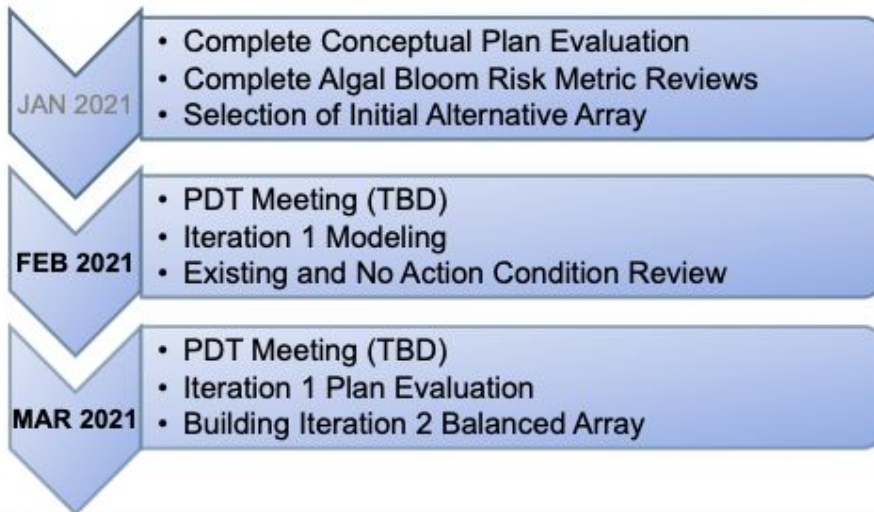 JAN 2021
• Complete Conceptual Plan Evaluation
• Complete Algal Bloom Risk Metric Reviews
• Selection of Initial Alternative Array
FEB 2021
• PDT Meeting (TBD)
• Iteration 1 Modeling
• Existing and No Action Condition Review
MAR 2021
• PDT Meeting (TBD)
• Iteration 1 Plan Evaluation
• Building Iteration 2 Balanced Array